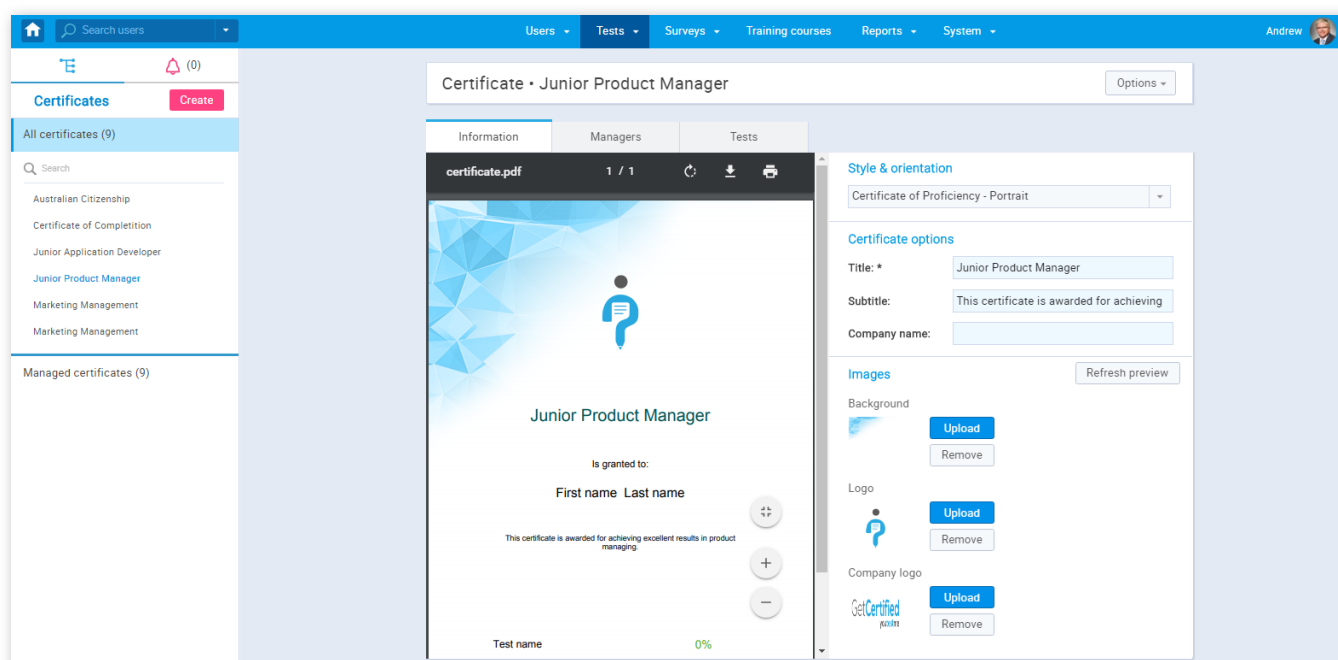 Search users
Users
Tests
Surveys
Training courses
Reports
System
Andrew
(0)
Certificates
Create
All certificates (9)
Search
Australian Citizenship
Certificate of Completition
Junior Application Developer
Junior Product Manager
Marketing Management
Marketing Management
Managed certificates (9)
Certificate • Junior Product Manager
Options
Information
Managers
Tests
certificate.pdf
1 / 1
Junior Product Manager
Is granted to:
First name Last name
This certificate is awarded for achieving excellent results in product
managing.
Test name
0%
Style & orientation
Certificate of Proficiency - Portrait
Certificate options
Title: *
Junior Product Manager
Subtitle:
This certificate is awarded for achieving
Company name:
Images
Refresh preview
Background
Upload
Remove
Logo
Upload
Remove
Company logo
GetCertified
Upload
Remove